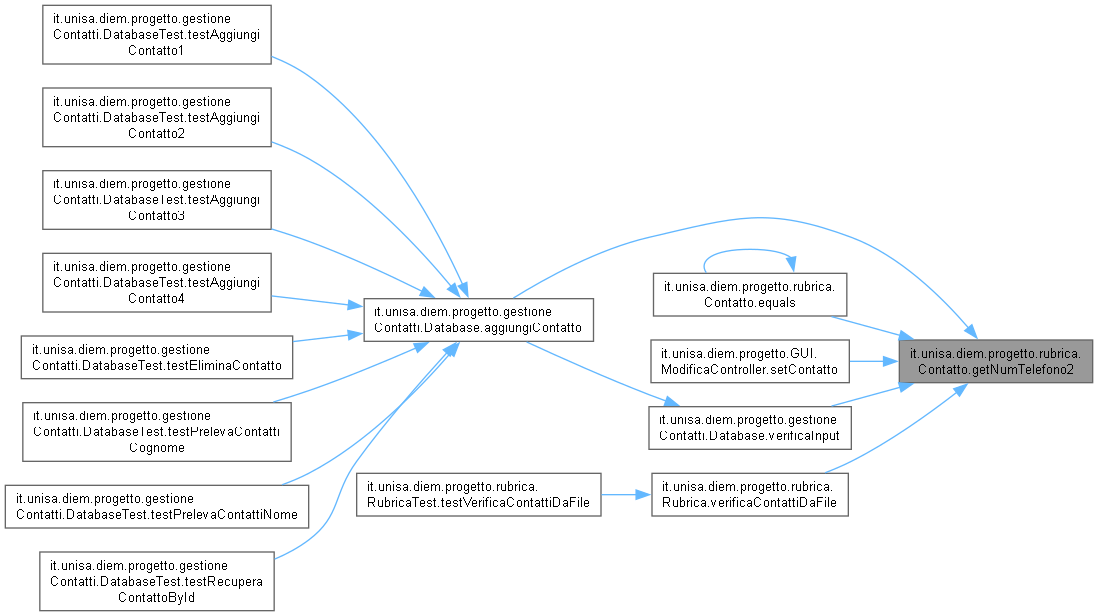 it.unisa.diem.progetto.gestione
Contatti.DatabaseTest.testAggiungi
Contatto1
it.unisa.diem.progetto.gestione
Contatti.DatabaseTest.testAggiungi
Contatto2
it.unisa.diem.progetto.gestione
Contatti.DatabaseTest.testAggiungi
Contatto3
it.unisa.diem.progetto.gestione
Contatti.DatabaseTest.testAggiungi
Contatto4
it.unisa.diem.progetto.gestione
Contatti.DatabaseTest.testEliminaContatto
it.unisa.diem.progetto.gestione
Contatti.DatabaseTest.testPrelevaContatti
Cognome
it.unisa.diem.progetto.gestione
Contatti.DatabaseTest.testPrelevaContattiNome
it.unisa.diem.progetto.gestione
Contatti.DatabaseTest.testRecupera
ContattoById
it.unisa.diem.progetto.gestione
Contatti.Database.aggiungiContatto
it.unisa.diem.progetto.rubrica.
RubricaTest.testVerificaContattiDaFile
it.unisa.diem.progetto.rubrica.
Contatto.equals
it.unisa.diem.progetto.GUI.
ModificaController.setContatto
it.unisa.diem.progetto.gestione
Contatti.Database.verificaInput
it.unisa.diem.progetto.rubrica.
Rubrica.verificaContattiDaFile
it.unisa.diem.progetto.rubrica.
Contatto.getNumTelefono2